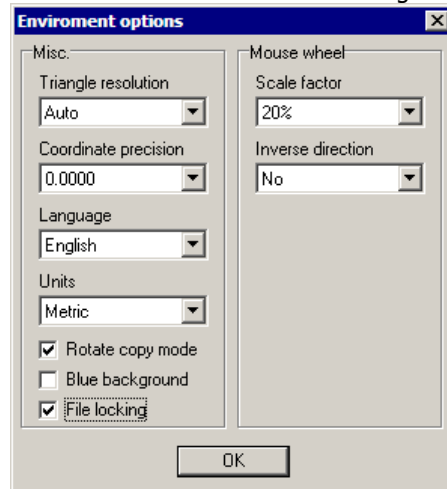 Enviroment options
Misc.
Triangle resolution
Auto
Coordinate precision
0.0000
Language
English
Units
Metric
Rotate copy mode
Blue background
File locking
Mouse wheel
Scale factor
20%
Inverse direction
No
OK